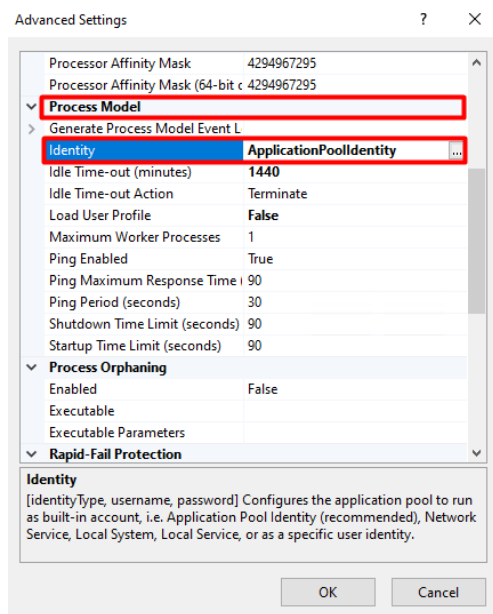 Advanced Settings ? ×
Processor Affinity Mask 4294967295
Processor Affinity Mask (64-bit c 4294967295
Process Model
Generate Process Model Event L
Identity ApplicationPoolIdentity ...
Idle Time-out (minutes) 1440
Idle Time-out Action Terminate
Load User Profile False
Maximum Worker Processes 1
Ping Enabled True
Ping Maximum Response Time ( 90
Ping Period (seconds) 30
Shutdown Time Limit (seconds) 90
Startup Time Limit (seconds) 90
Process Orphaning
Enabled False
Executable
Executable Parameters
Rapid-Fail Protection
Identity
[identityType, username, password] Configures the application pool to run
as built-in account, i.e. Application Pool Identity (recommended), Network
Service, Local System, Local Service, or as a specific user identity.
OK Cancel